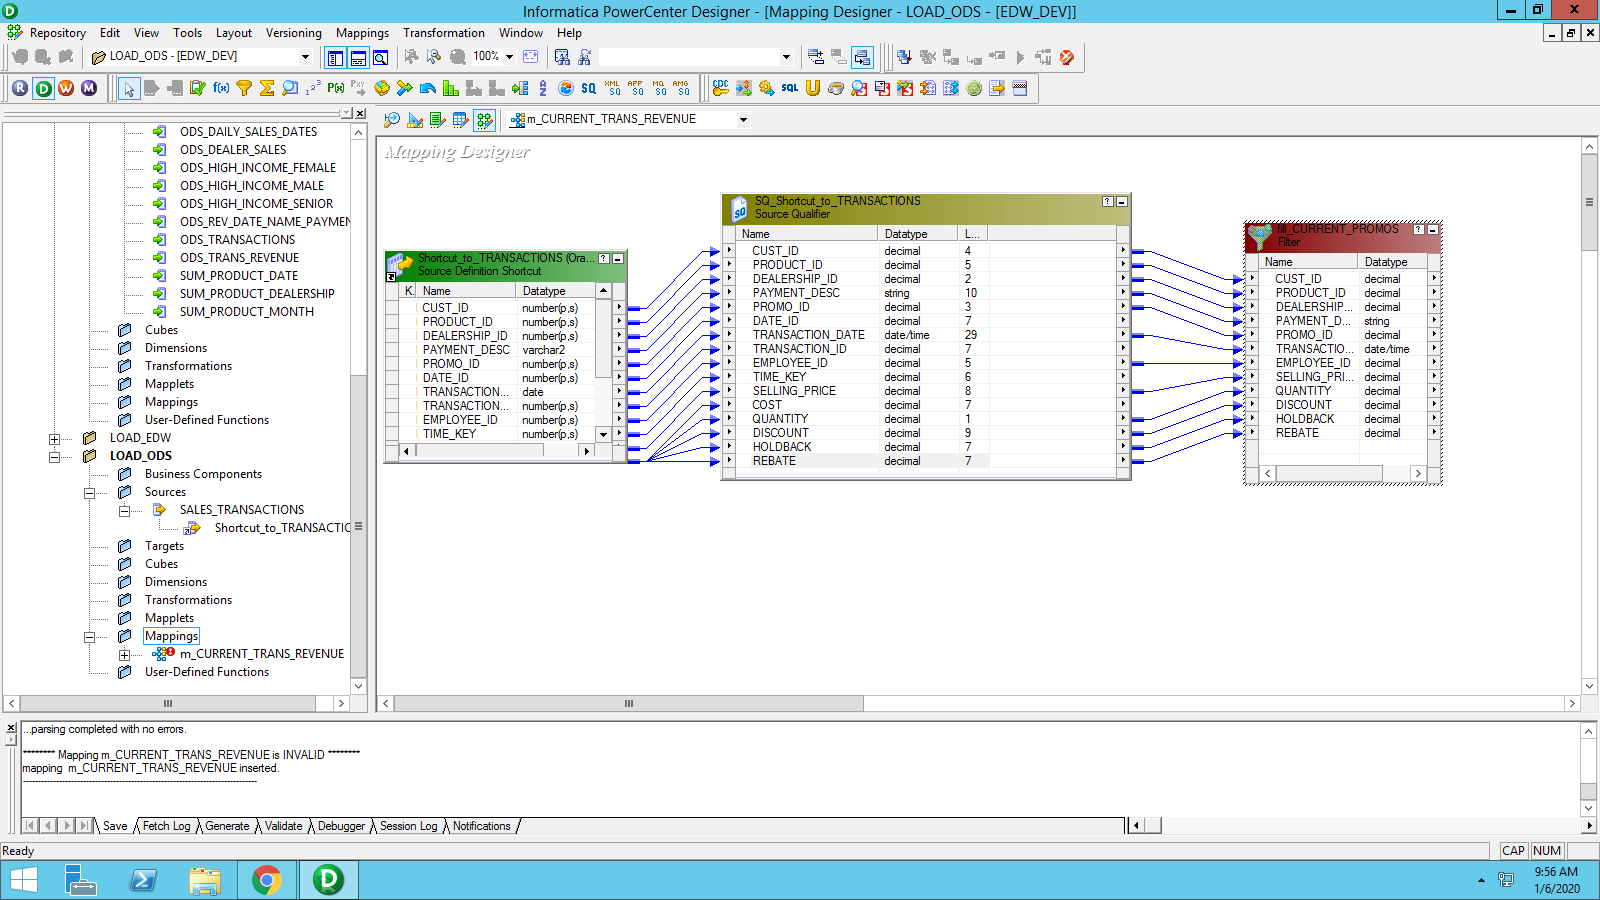 Informatica PowerCenter Designer - [Mapping Designer - LOAD_ODS - [EDW_DEV]]
Repository Edit View Tools Layout Versioning Mappings Transformation Window Help
LOAD_ODS - [EDW_DEV]
100%
m_CURRENT_TRANS_REVENUE
ODS_DAILY_SALES_DATES
ODS_DEALER_SALES
ODS_HIGH_INCOME_FEMALE
ODS_HIGH_INCOME_MALE
ODS_HIGH_INCOME_SENIOR
ODS_REV_DATE_NAME_PAYMEN
ODS_TRANSACTIONS
ODS_TRANS_REVENUE
SUM_PRODUCT_DATE
SUM_PRODUCT_DEALERSHIP
SUM_PRODUCT_MONTH
Cubes
Dimensions
Transformations
Mapplets
Mappings
User-Defined Functions
LOAD_EDW
LOAD_ODS
Business Components
Sources
SALES_TRANSACTIONS
Shortcut_to_TRANSACTIC
Targets
Cubes
Dimensions
Transformations
Mapplets
Mappings
m_CURRENT_TRANS_REVENUE
User-Defined Functions
Mapping Designer
Shortcut_to_TRANSACTIONS (Ora...
Source Definition Shortcut
K. Name Datatype
CUST_ID number(p,s)
PRODUCT_ID number(p,s)
DEALERSHIP_ID number(p,s)
PAYMENT_DESC varchar2
PROMO_ID number(p,s)
DATE_ID number(p,s)
TRANSACTION... date
TRANSACTION... number(p,s)
EMPLOYEE_ID number(p,s)
TIME_KEY number(p,s)
SQ_Shortcut_to_TRANSACTIONS
Source Qualifier
Name Datatype L...
CUST_ID decimal 4
PRODUCT_ID decimal 5
DEALERSHIP_ID decimal 2
PAYMENT_DESC string 10
PROMO_ID decimal 3
DATE_ID decimal 7
TRANSACTION_DATE date/time 29
TRANSACTION_ID decimal 7
EMPLOYEE_ID decimal 5
TIME_KEY decimal 6
SELLING_PRICE decimal 8
COST decimal 7
QUANTITY decimal 1
DISCOUNT decimal 9
HOLDBACK decimal 7
REBATE decimal 7
fill_CURRENT_PROMOS
Filter
Name Datatype
CUST_ID decimal
PRODUCT_ID decimal
DEALERSHIP... decimal
PAYMENT_D... string
PROMO_ID decimal
TRANSACTIO... date/time
EMPLOYEE_ID decimal
SELLING_PRI... decimal
QUANTITY decimal
DISCOUNT decimal
HOLDBACK decimal
REBATE decimal
...parsing completed with no errors.
******** Mapping m_CURRENT_TRANS_REVENUE is INVALID ********
mapping m_CURRENT_TRANS_REVENUE inserted.
Save Fetch Log Generate Validate Debugger Session Log Notifications
Ready
CAP NUM
9:56 AM
1/6/2020